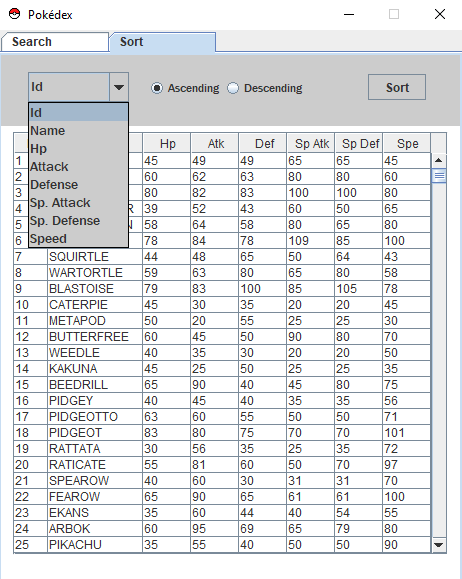 Pokédex
Search Sort
Id Ascending Descending Sort
Id
Name
Hp
Attack
Defense
Sp. Attack
Sp. Defense
Speed
Hp Atk Def Sp Atk Sp Def Spe
1 45 49 49 65 65 45
2 60 62 63 80 80 60
3 80 82 83 100 100 80
4 R 39 52 43 60 50 65
5 N 58 64 58 80 65 80
6 78 84 78 109 85 100
7 SQUIRTLE 44 48 65 50 64 43
8 WARTORTLE 59 63 80 65 80 58
9 BLASTOISE 79 83 100 85 105 78
10 CATERPIE 45 30 35 20 20 45
11 METAPOD 50 20 55 25 25 30
12 BUTTERFREE 60 45 50 90 80 70
13 WEEDLE 40 35 30 20 20 50
14 KAKUNA 45 25 50 25 25 35
15 BEEDRILL 65 90 40 45 80 75
16 PIDGEY 40 45 40 35 35 56
17 PIDGEOTTO 63 60 55 50 50 71
18 PIDGEOT 83 80 75 70 70 101
19 RATTATA 30 56 35 25 35 72
20 RATICATE 55 81 60 50 70 97
21 SPEAROW 40 60 30 31 31 70
22 FEAROW 65 90 65 61 61 100
23 EKANS 35 60 44 40 54 55
24 ARBOK 60 95 69 65 79 80
25 PIKACHU 35 55 40 50 50 90